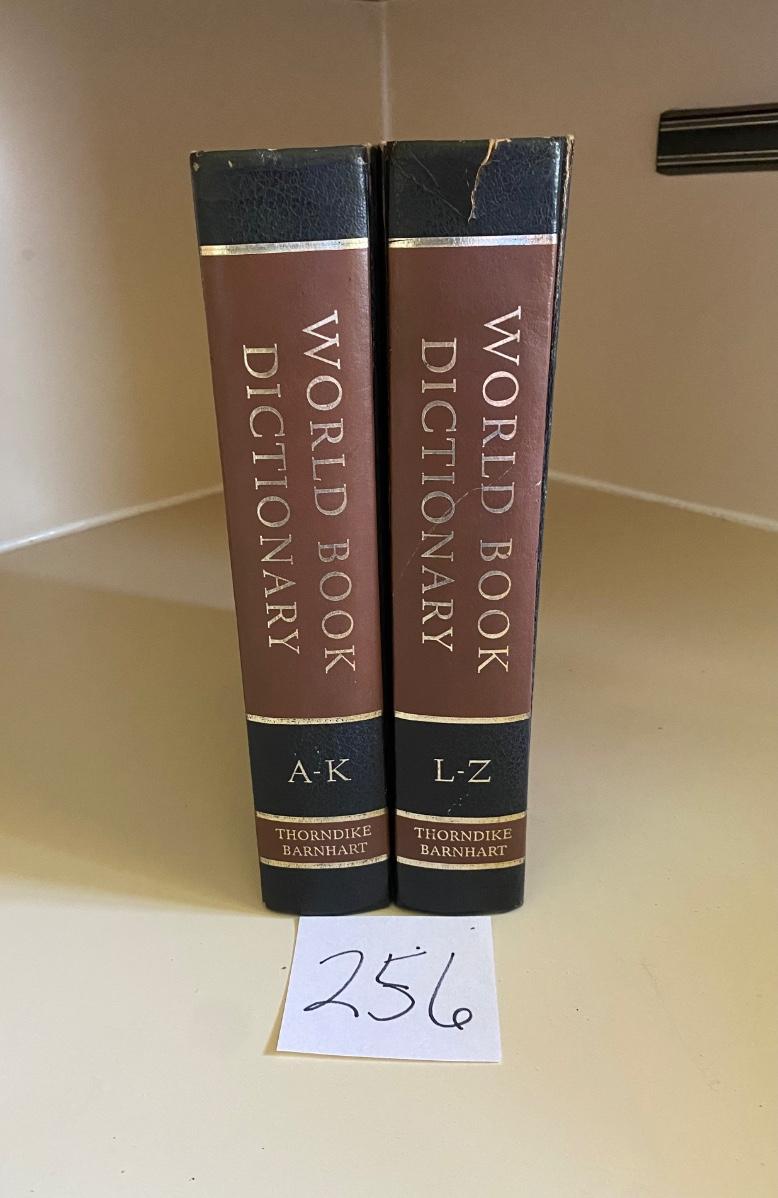 WORLD BOOK
DICTIONARY
A-K
THORNDIKE
BARNHART
WORLD BOOK
DICTIONARY
L-Z
THORNDIKE
BARNHART
256